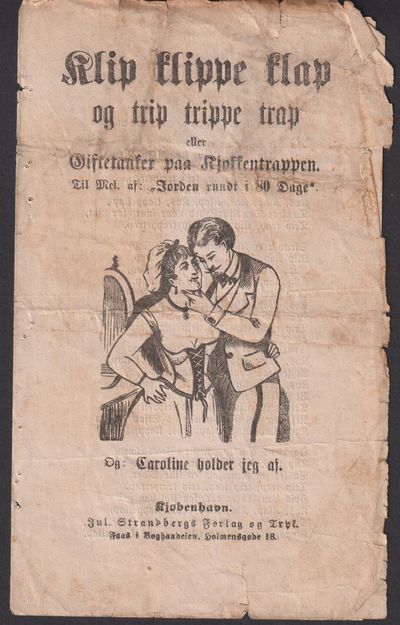 Klip klippe klap
og trip trippe trap
eller
Giftetanker paa Kjøkkentrappen.
Til Mel. af: „Jorden rundt i 80 Dage“.
Og: Caroline holder jeg af.
Kjøbenhavn.
Jul. Strandbergs Forlag og Tryk.
Faas i Boghandelen, Holmensgade 18.